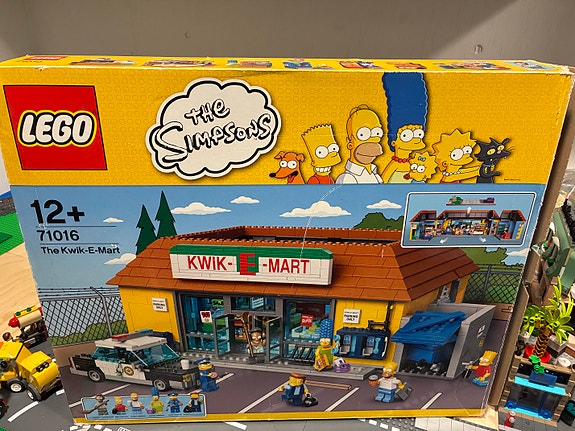 LEGO
THE
SIMPSONS
12+
71016
The Kwik-E-Mart
KWIK-E-MART